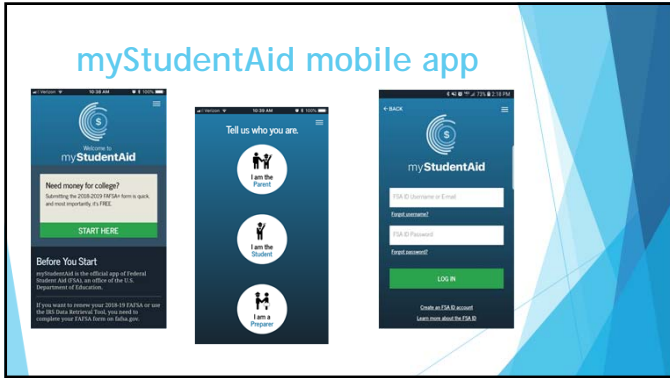 myStudentAid mobile app
Verizon 10:38 AM 100%
Welcome to
myStudentAid
Need money for college?
Submitting the 2018-2019 FAFSA® form is quick,
and most importantly, it's FREE.
START HERE
Before You Start
myStudentAid is the official app of Federal
Student Aid (FSA), an office of the U.S.
Department of Education.
If you want to renew your 2018-19 FAFSA or use
the IRS Data Retrieval Tool, you need to
complete your FAFSA form on fafsa.gov.
Verizon 10:39 AM 100%
Tell us who you are.
I am the
Parent
I am the
Student
I am a
Preparer
73% 2:18 PM
BACK
myStudentAid
FSA ID Username or E-mail
Forgot username?
FSA ID Password
Forgot password?
LOG IN
Create an FSA ID account
Learn more about the FSA ID